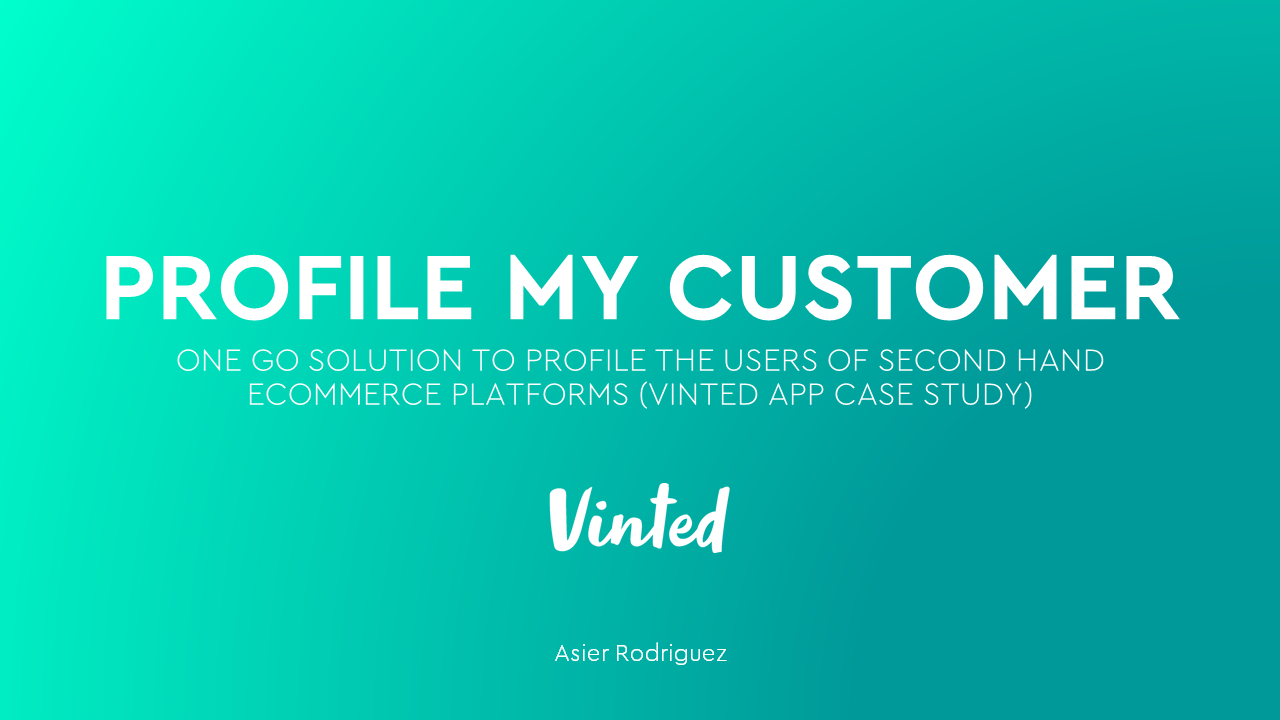 PROFILE MY CUSTOMER
ONE GO SOLUTION TO PROFILE THE USERS OF SECOND HAND
ECOMMERCE PLATFORMS (VINTED APP CASE STUDY)
Vinted
Asier Rodriguez